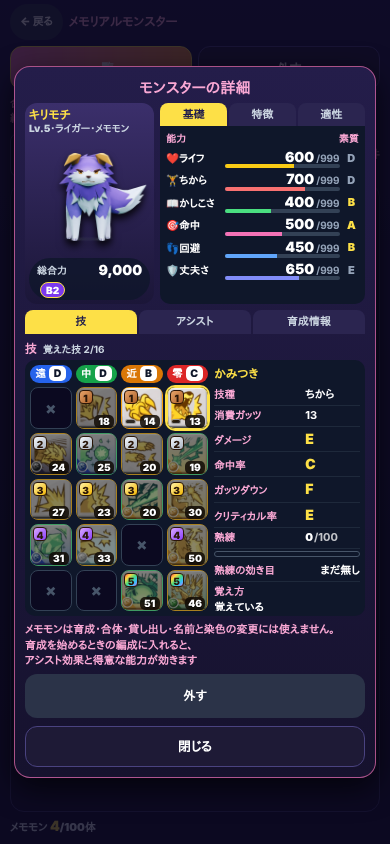 ← 戻る メモリアルモンスター
モンスターの詳細
キリモチ
Lv.5・ライガー・メモモン
総合力 9,000
B2
基礎 特徴 適性
能力 素質
ライフ 600/999 D
ちから 700/999 D
かしこさ 400/999 B
命中 500/999 A
回避 450/999 B
丈夫さ 650/999 E
技 アシスト 育成情報
技 覚えた技 2/16
遠 D 中 D 近 B 零 C
× 1 18 1 14 1 13
2 24 2 25 2 20 2 19
3 27 3 23 3 20 3 30
4 31 4 33 × 4 50
× × 5 51 5 46
かみつき
技種 ちから
消費ガッツ 13
ダメージ E
命中率 C
ガッツダウン F
クリティカル率 E
熟練 0/100
熟練の効き目 まだ無し
覚え方
覚えている
メモモンは育成・合体・貸し出し・名前と染色の変更には使えません。
育成を始めるときの編成に入れると、
アシスト効果と得意な能力が効きます
外す
閉じる
メモモン 4/100体